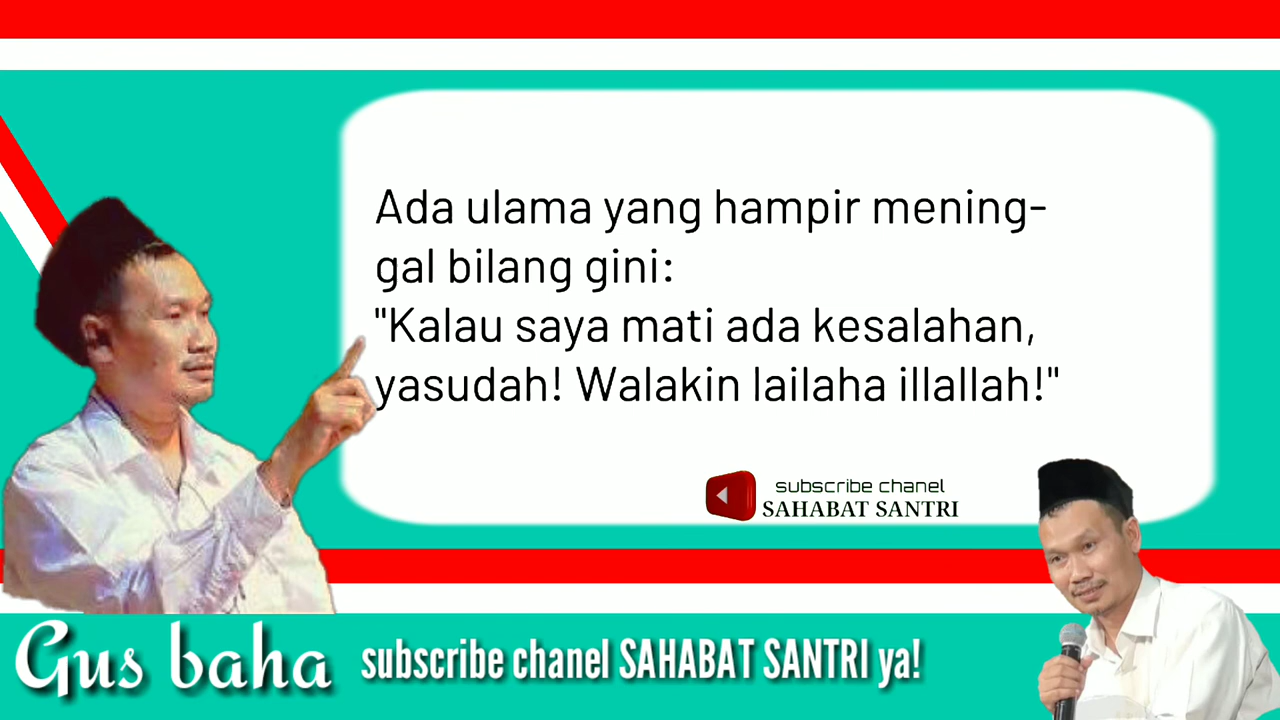 Ada ulama yang hampir mening-
gal bilang gini:
"Kalau saya mati ada kesalahan,
yasudah! Walakin lailaha illallah!"
subscribe chanel
SAHABAT SANTRI
Gus baha
subscribe chanel SAHABAT SANTRI ya!